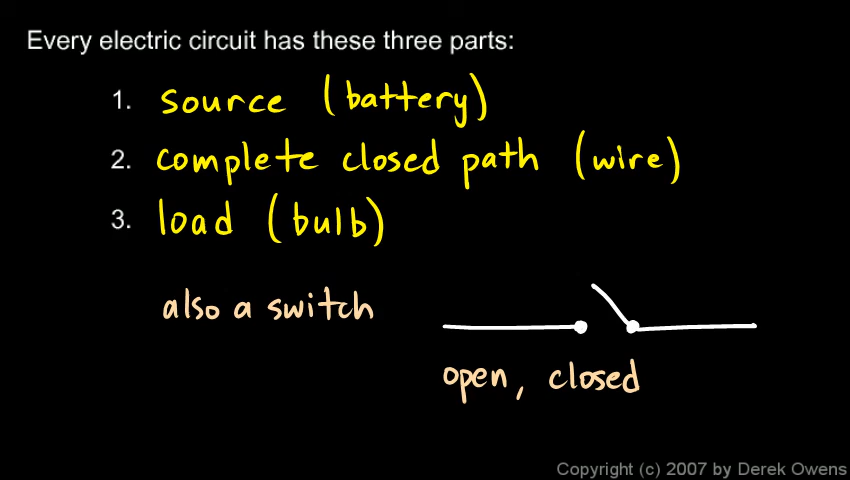 Every electric circuit has these three parts:
1. source (battery)
2. complete closed path (wire)
3. load (bulb)
also a switch
open, closed
Copyright (c) 2007 by Derek Owens